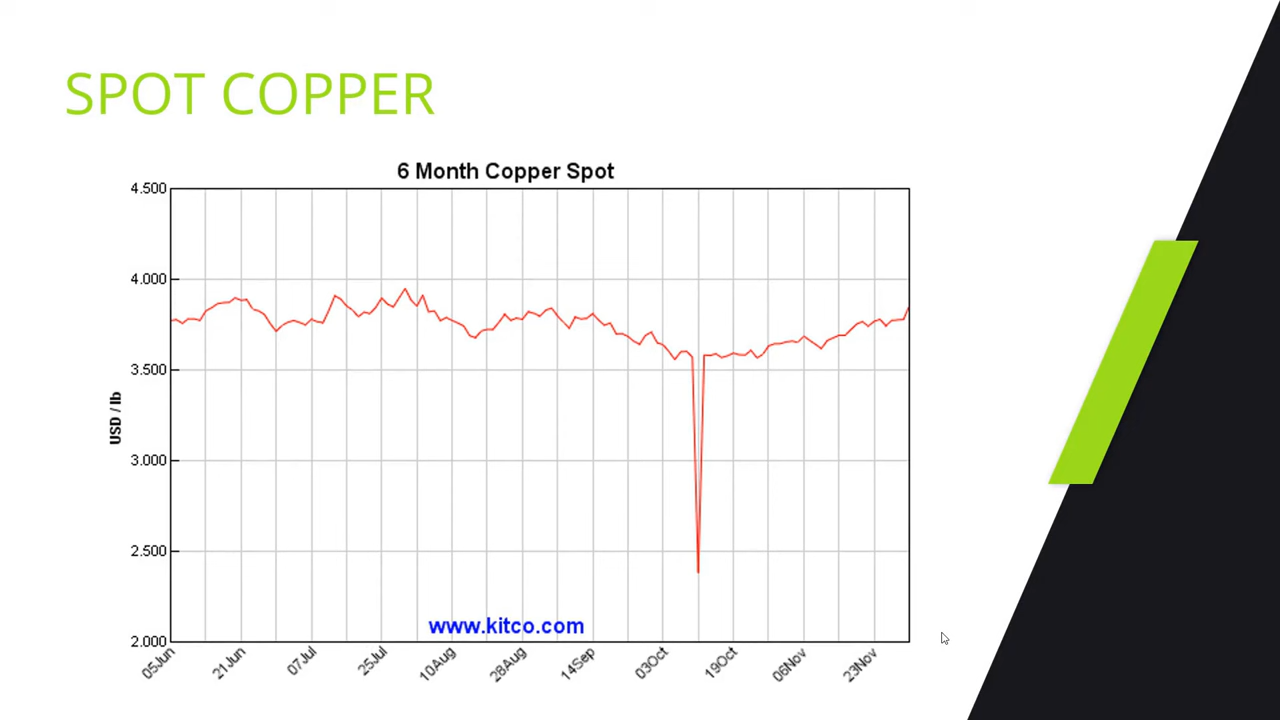 SPOT COPPER
6 Month Copper Spot
4.500
4.000
3.500
3.000
2.500
2.000
USD / lb
www.kitco.com
05Jun
21Jun
07Jul
25Jul
10Aug
28Aug
14Sep
03Oct
19Oct
06Nov
23Nov